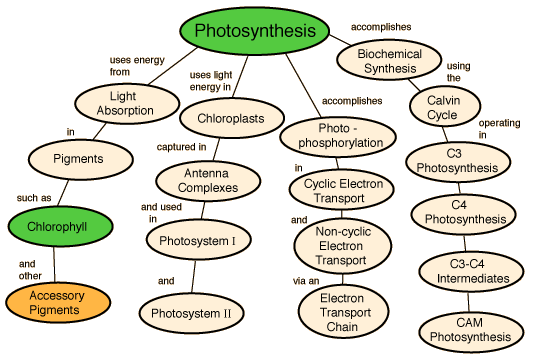 Photosynthesis
uses energy
from
Light
Absorption
in
Pigments
such as
Chlorophyll
and
other
Accessory
Pigments
uses light
energy in
Chloroplasts
captured in
Antenna
Complexes
and used
in
Photosystem I
and
Photosystem II
accomplishes
Photo -
phosphorylation
in
Cyclic Electron
Transport
and
Non-cyclic
Electron
Transport
via an
Electron
Transport
Chain
accomplishes
Biochemical
Synthesis
using
the
Calvin
Cycle
operating
in
C3
Photosynthesis
C4
Photosynthesis
C3-C4
Intermediates
CAM
Photosynthesis